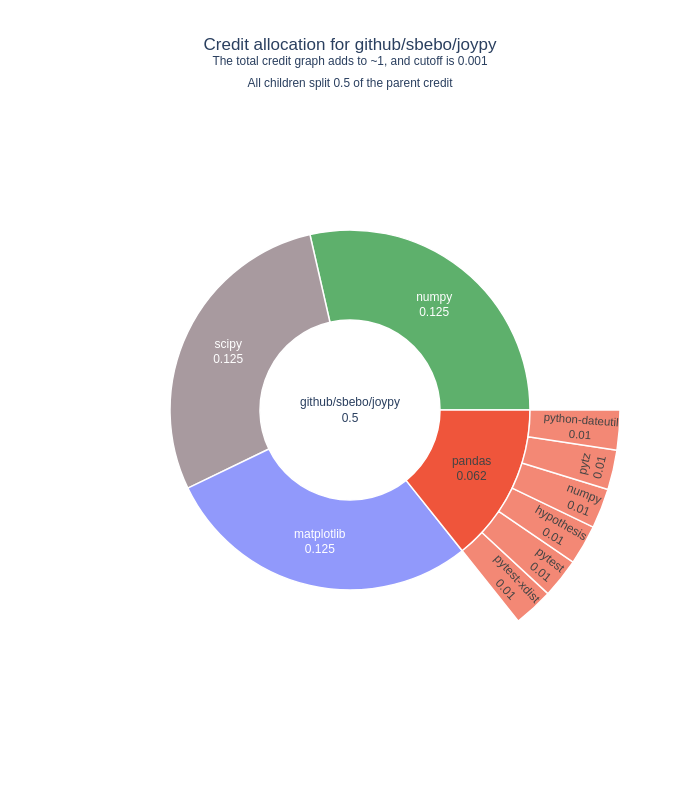 Credit allocation for github/sbebo/joypy
The total credit graph adds to ~1, and cutoff is 0.001
All children split 0.5 of the parent credit
numpy
0.125
scipy
0.125
github/sbebo/joypy
0.5
matplotlib
0.125
pandas
0.062
python-dateutil
0.01
pytz
0.01
numpy
0.01
hypothesis
0.01
pytest
0.01
pytest-xdist
0.01